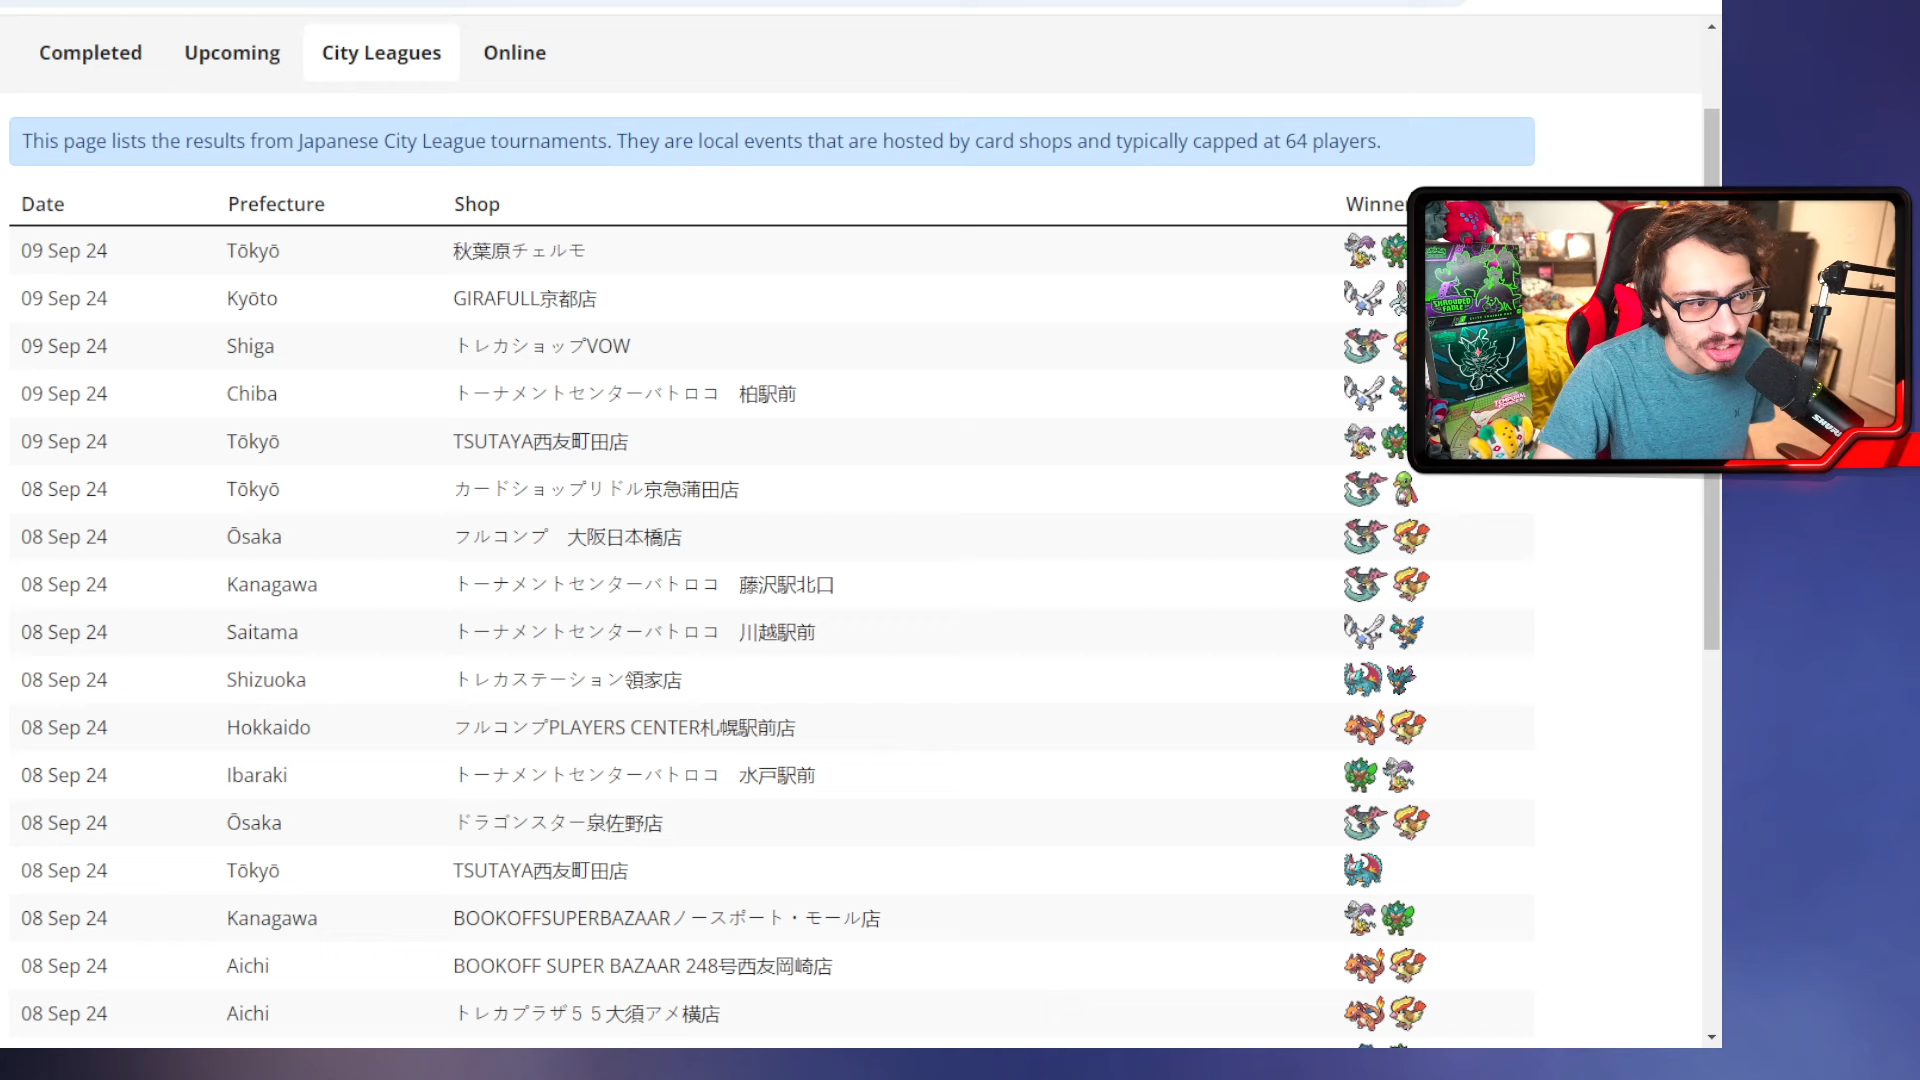 Completed Upcoming City Leagues Online
This page lists the results from Japanese City League tournaments. They are local events that are hosted by card shops and typically capped at 64 players.
Date Prefecture Shop Winner
09 Sep 24 Tōkyō 秋葉原チェルモ
09 Sep 24 Kyōto GIRAFULL京都店
09 Sep 24 Shiga トレカショップVOW
09 Sep 24 Chiba トーナメントセンターバトロコ 柏駅前
09 Sep 24 Tōkyō TSUTAYA西友町田店
08 Sep 24 Tōkyō カードショップリドル京急蒲田店
08 Sep 24 Ōsaka フルコンプ 大阪日本橋店
08 Sep 24 Kanagawa トーナメントセンターバトロコ 藤沢駅北口
08 Sep 24 Saitama トーナメントセンターバトロコ 川越駅前
08 Sep 24 Shizuoka トレカステーション領家店
08 Sep 24 Hokkaido フルコンプPLAYERS CENTER札幌駅前店
08 Sep 24 Ibaraki トーナメントセンターバトロコ 水戸駅前
08 Sep 24 Ōsaka ドラゴンスター泉佐野店
08 Sep 24 Tōkyō TSUTAYA西友町田店
08 Sep 24 Kanagawa BOOKOFFSUPERBAZAARノースポート・モール店
08 Sep 24 Aichi BOOKOFF SUPER BAZAAR 248号西友岡崎店
08 Sep 24 Aichi トレカプラザ５５大須アメ横店
SHROUDED
FABLE
TEMPORAL
FORCES
SHURE